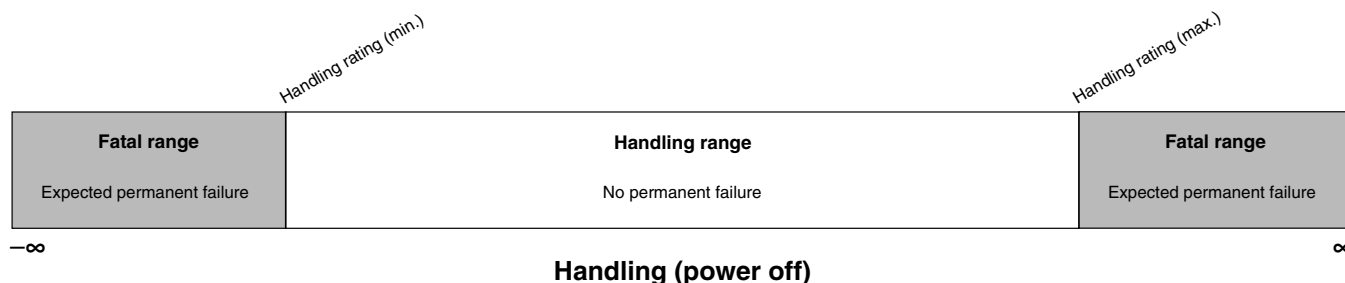 Handling rating (min.)
Handling rating (max.)
Fatal range
Handling range
Fatal range
Expected permanent failure
No permanent failure
Expected permanent failure
–∞
∞
Handling (power off)